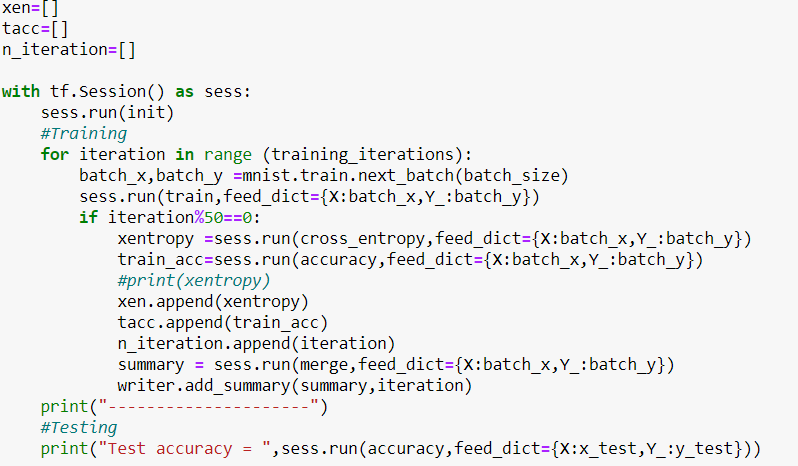 xen=[]
tacc=[]
n_iteration=[]

with tf.Session() as sess:
    sess.run(init)
    #Training
    for iteration in range (training_iterations):
        batch_x,batch_y =mnist.train.next_batch(batch_size)
        sess.run(train,feed_dict={X:batch_x,Y_:batch_y})
        if iteration%50==0:
            xentropy =sess.run(cross_entropy,feed_dict={X:batch_x,Y_:batch_y})
            train_acc=sess.run(accuracy,feed_dict={X:batch_x,Y_:batch_y})
            #print(xentropy)
            xen.append(xentropy)
            tacc.append(train_acc)
            n_iteration.append(iteration)
            summary = sess.run(merge,feed_dict={X:batch_x,Y_:batch_y})
            writer.add_summary(summary,iteration)
    print("---------------------")
    #Testing
    print("Test accuracy = ",sess.run(accuracy,feed_dict={X:x_test,Y_:y_test}))